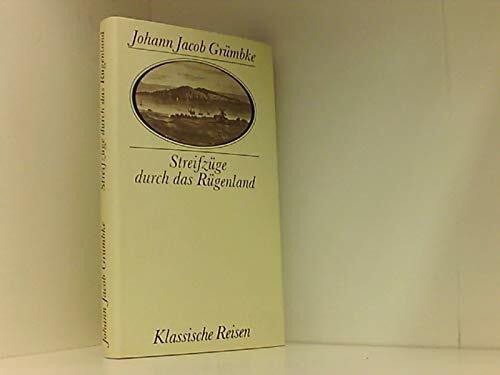 Johann Jacob Grümbke
Streifzüge
durch das Rügenland
Klassische Reisen
Johann Jacob Grümbke Streifzüge durch das Rügenland